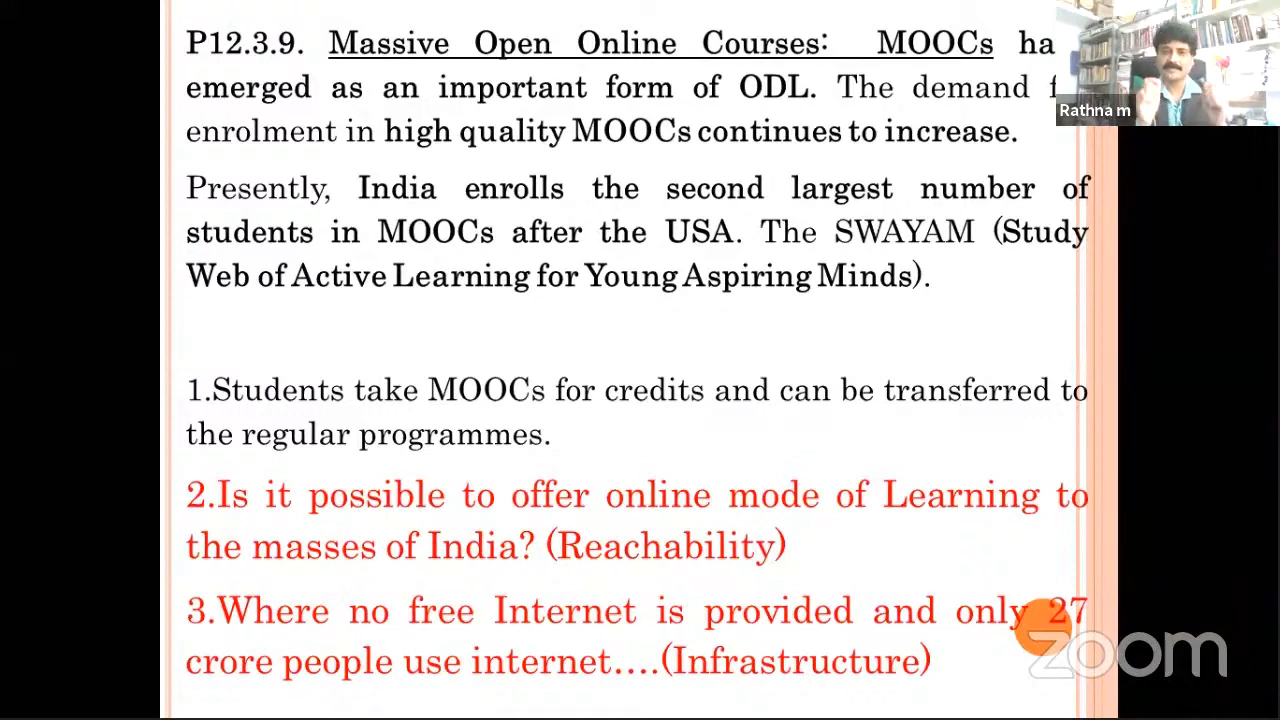 P12.3.9. Massive Open Online Courses: MOOCs ha
emerged as an important form of ODL. The demand f
enrolment in high quality MOOCs continues to increase.
Presently, India enrolls the second largest number of
students in MOOCs after the USA. The SWAYAM (Study
Web of Active Learning for Young Aspiring Minds).
1.Students take MOOCs for credits and can be transferred to
the regular programmes.
2.Is it possible to offer online mode of Learning to
the masses of India? (Reachability)
3.Where no free Internet is provided and only 27
crore people use internet....(Infrastructure)
Rathna m
zoom